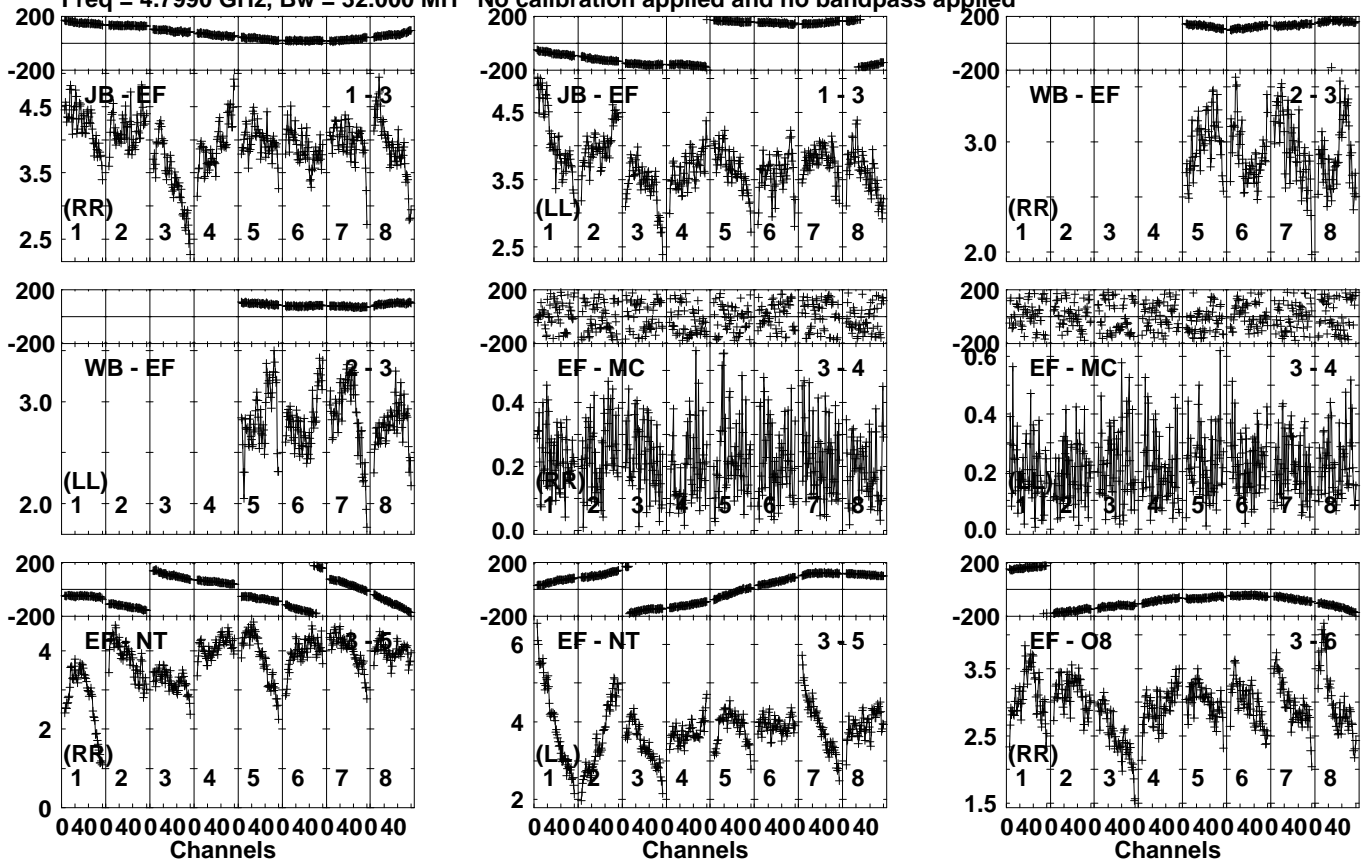 Freq = 4.7990 GHz, Bw = 32.000 MH No calibration applied and no bandpass applied
200
-200
JB - EF 1 - 3
4.5
3.5
2.5
(RR)
1 2 3 4 5 6 7 8
200
-200
JB - EF 1 - 3
4.5
3.5
2.5
(LL)
1 2 3 4 5 6 7 8
200
-200
WB - EF 2 - 3
3.0
2.0
(RR)
1 2 3 4 5 6 7 8
200
-200
WB - EF 2 - 3
3.0
2.0
(LL)
1 2 3 4 5 6 7 8
200
-200
EF - MC 3 - 4
0.4
0.2
0.0
(RR)
1 2 3 4 5 6 7 8
200
-200
0.6
EF - MC 3 - 4
0.4
0.2
0.0
(LL)
1 2 3 4 5 6 7 8
200
-200
EF - NT 3 - 5
4
2
0
(RR)
1 2 3 4 5 6 7 8
0 40 0 40 0 40 0 40 0 40 0 40 0 40 0 40
Channels
200
-200
EF - NT 3 - 5
6
4
2
(LL)
1 2 3 4 5 6 7 8
0 40 0 40 0 40 0 40 0 40 0 40 0 40 0 40
200
-200
EF - O8 3 - 6
3.5
2.5
1.5
(RR)
1 2 3 4 5 6 7 8
0 40 0 40 0 40 0 40 0 40 0 40 0 40 0 40
Channels